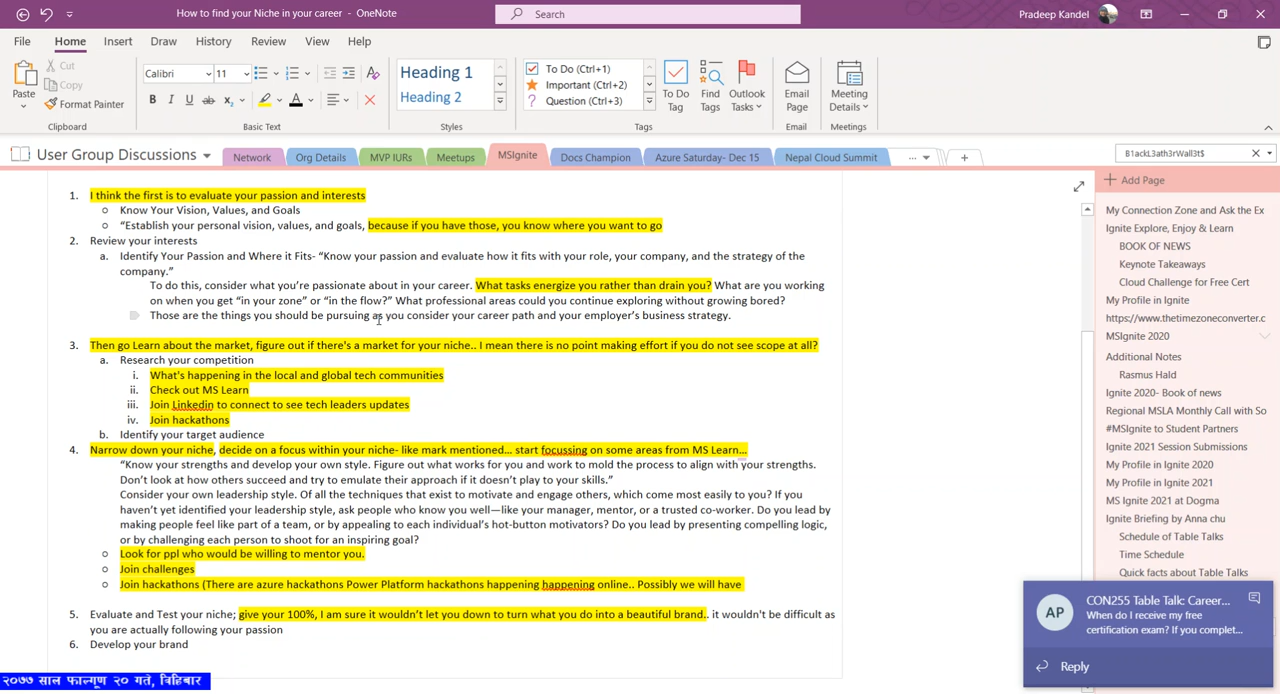 How to find your Niche in your career - OneNote
Search
Pradeep Kandel
File Home Insert Draw History Review View Help
Paste
Cut
Copy
Format Painter
Clipboard
Calibri 11
B I U ab
Basic Text
Heading 1
Heading 2
Styles
To Do (Ctrl+1)
Important (Ctrl+2)
Question (Ctrl+3)
To Do Tag
Find Tags
Outlook Tasks
Tags
Email Page
Email
Meeting Details
Meetings
User Group Discussions
Network Org Details MVP IURs Meetups MSIgnite Docs Champion Azure Saturday- Dec 15 Nepal Cloud Summit ... +
B1ackL3ath3rWall3t$
1. I think the first is to evaluate your passion and interests
o Know Your Vision, Values, and Goals
o “Establish your personal vision, values, and goals, because if you have those, you know where you want to go
2. Review your interests
a. Identify Your Passion and Where it Fits- “Know your passion and evaluate how it fits with your role, your company, and the strategy of the
company.”
To do this, consider what you’re passionate about in your career. What tasks energize you rather than drain you? What are you working
on when you get “in your zone” or “in the flow?” What professional areas could you continue exploring without growing bored?
Those are the things you should be pursuing as you consider your career path and your employer’s business strategy.
3. Then go Learn about the market, figure out if there's a market for your niche.. I mean there is no point making effort if you do not see scope at all?
a. Research your competition
i. What's happening in the local and global tech communities
ii. Check out MS Learn
iii. Join Linkedin to connect to see tech leaders updates
iv. Join hackathons
b. Identify your target audience
4. Narrow down your niche, decide on a focus within your niche- like mark mentioned... start focussing on some areas from MS Learn...
“Know your strengths and develop your own style. Figure out what works for you and work to mold the process to align with your strengths.
Don’t look at how others succeed and try to emulate their approach if it doesn’t play to your skills.”
Consider your own leadership style. Of all the techniques that exist to motivate and engage others, which come most easily to you? If you
haven’t yet identified your leadership style, ask people who know you well—like your manager, mentor, or a trusted co-worker. Do you lead by
making people feel like part of a team, or by appealing to each individual’s hot-button motivators? Do you lead by presenting compelling logic,
or by challenging each person to shoot for an inspiring goal?
o Look for ppl who would be willing to mentor you.
o Join challenges
o Join hackathons (There are azure hackathons Power Platform hackathons happening happening online.. Possibly we will have
5. Evaluate and Test your niche; give your 100%, I am sure it wouldn’t let you down to turn what you do into a beautiful brand.. it wouldn't be difficult as
you are actually following your passion
6. Develop your brand
Add Page
My Connection Zone and Ask the Ex
Ignite Explore, Enjoy & Learn
BOOK OF NEWS
Keynote Takeaways
Cloud Challenge for Free Cert
My Profile in Ignite
https://www.thetimezoneconverter.c
MSIgnite 2020
Additional Notes
Rasmus Hald
Ignite 2020- Book of news
Regional MSLA Monthly Call with So
#MSIgnite to Student Partners
Ignite 2021 Session Submissions
My Profile in 2020
My Profile in 2021
MS Ignite 2021 at Dogma
Ignite Briefing by Anna chu
Schedule of Table Talks
Time Schedule
Quick facts about Table Talks
AP
CON255 Table Talk: Career...
When do I receive my free
certification exam? If you complet...
Reply
२०७७ साल फाल्गूण २० गते, विहिबार